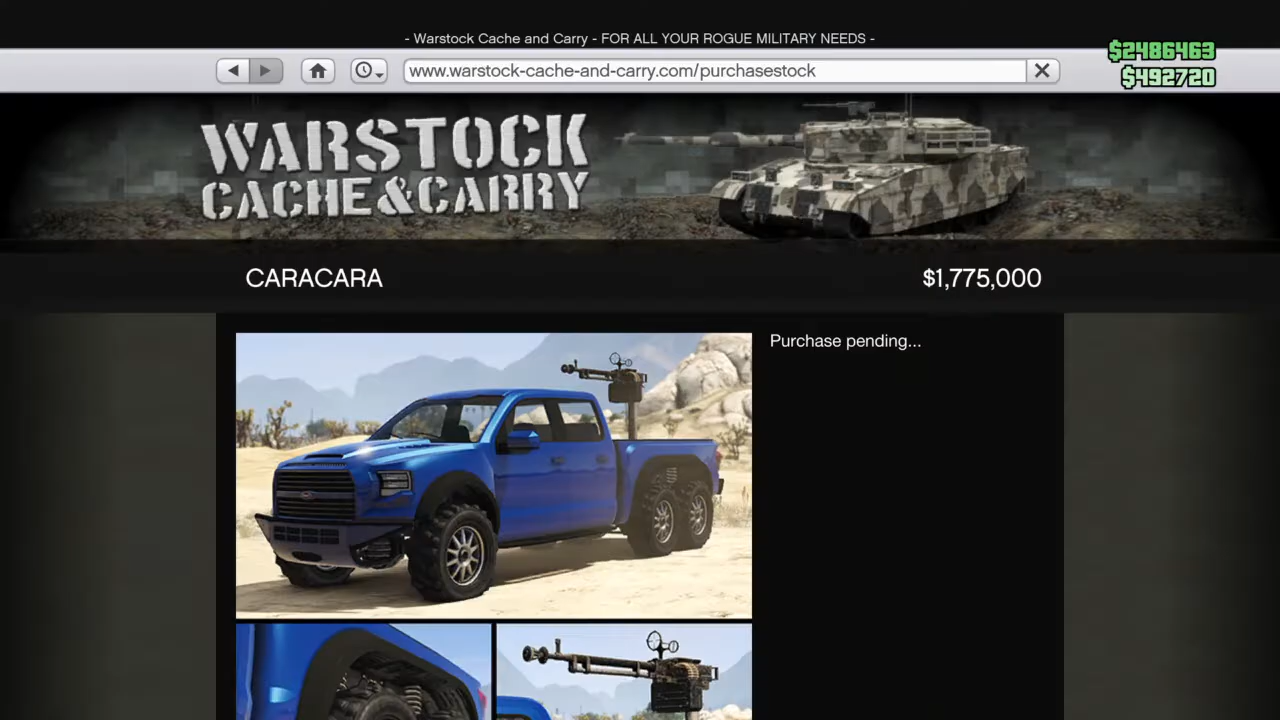 - Warstock Cache and Carry - FOR ALL YOUR ROGUE MILITARY NEEDS -
$2486463
www.warstock-cache-and-carry.com/purchasestock
$492720
WARSTOCK
CACHE&CARRY
CARACARA
$1,775,000
Purchase pending...